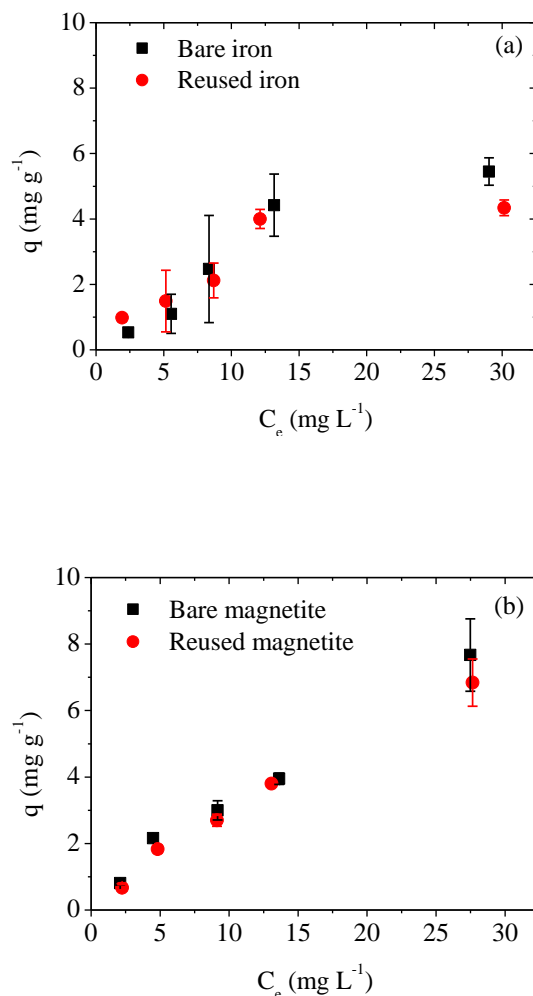 (a)
Bare iron
Reused iron
q (mg g⁻¹)
10
8
6
4
2
0
0 5 10 15 20 25 30
Cₑ (mg L⁻¹)
(b)
Bare magnetite
Reused magnetite
q (mg g⁻¹)
10
8
6
4
2
0
0 5 10 15 20 25 30
Cₑ (mg L⁻¹)